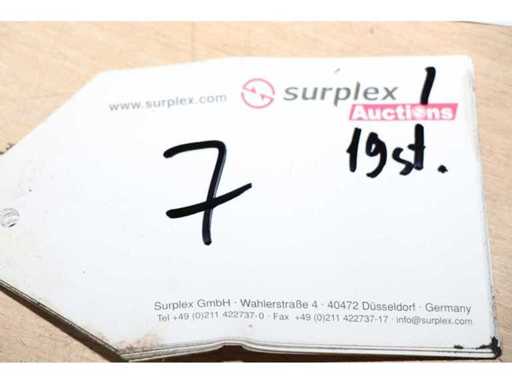 www.surplex.com surplex 1
Auctions
19st.
7
Surplex GmbH · Wahlerstraße 4 · 40472 Düsseldorf · Germany
Tel +49 (0)211 422737-0 · Fax +49 (0)211 422737-17 · info@surplex.com